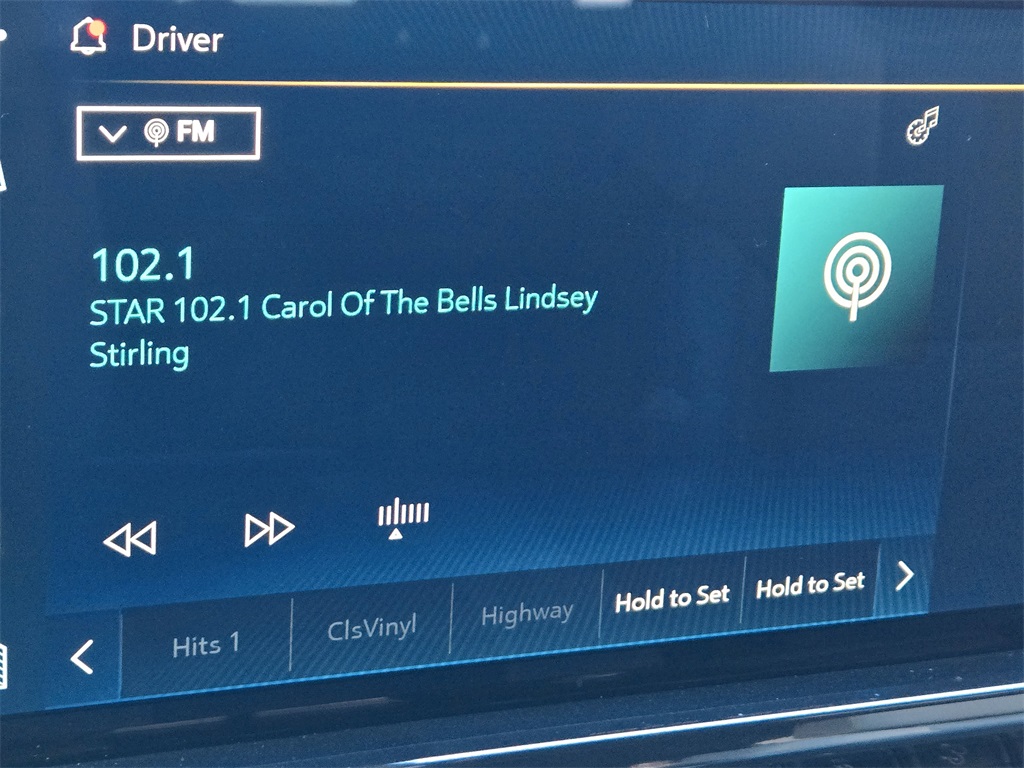 Driver
FM
102.1
STAR 102.1 Carol Of The Bells Lindsey
Stirling
Hits 1
ClsVinyl
Highway
Hold to Set
Hold to Set